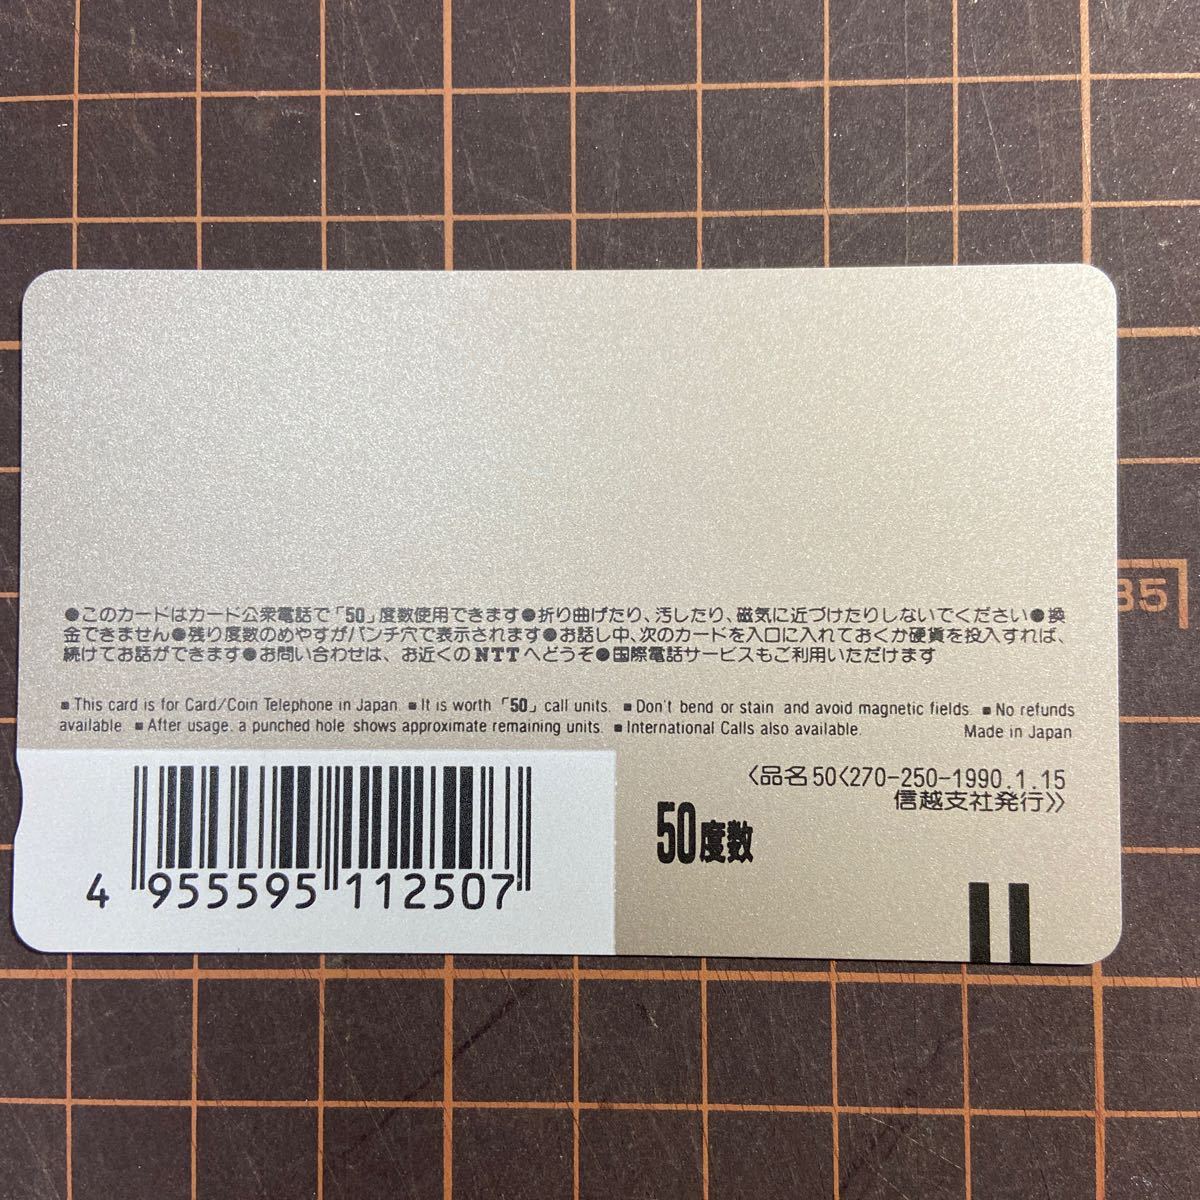 ●このカードはカード公衆電話で「50」度数使用できます●折り曲げたり、汚したり、磁気に近づけたりしないでください●換
金できません●残り度数のめやすがパンチ穴で表示されます●お話し中、次のカードを入口に入れておくか硬貨を投入すれば、
続けてお話ができます●お問い合わせは、お近くのNTTへどうぞ●国際電話サービスもご利用いただけます
■This card is for Card/Coin Telephone in Japan ■It is worth「50」call units. ■Don't bend or stain and avoid magnetic fields. ■No refunds
available ■After usage. a punched hole shows approximate remaining units. ■International Calls also available. Made in Japan
〈品名50〈270-250-1990.1.15
信越支社発行》
50度数
4 955595 112507
35